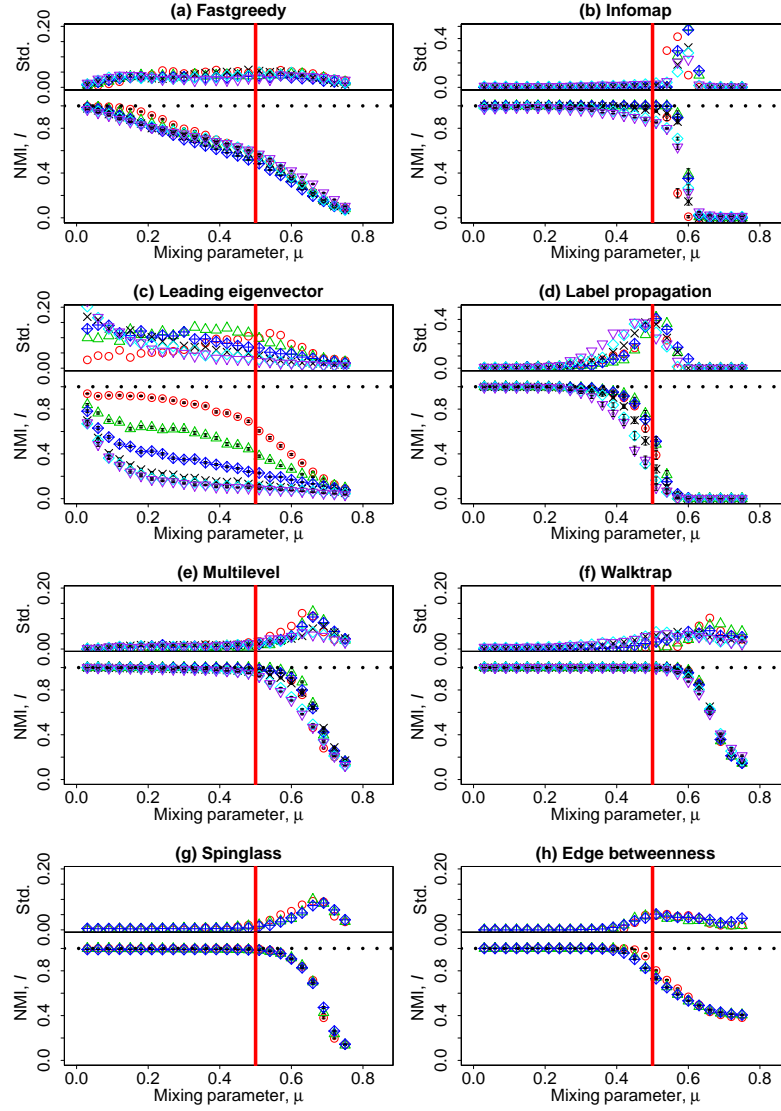 (a) Fastgreedy
Std.
0.00 0.20
NMI, I
0.0 0.4 0.8
0.0 0.2 0.4 0.6 0.8
Mixing parameter, μ
(b) Infomap
Std.
0.0 0.2 0.4
NMI, I
0.0 0.4 0.8
0.0 0.2 0.4 0.6 0.8
Mixing parameter, μ
(c) Leading eigenvector
Std.
0.00 0.20
NMI, I
0.0 0.4 0.8
0.0 0.2 0.4 0.6 0.8
Mixing parameter, μ
(d) Label propagation
Std.
0.0 0.4
NMI, I
0.0 0.4 0.8
0.0 0.2 0.4 0.6 0.8
Mixing parameter, μ
(e) Multilevel
Std.
0.00 0.20
NMI, I
0.0 0.4 0.8
0.0 0.2 0.4 0.6 0.8
Mixing parameter, μ
(f) Walktrap
Std.
0.00 0.20
NMI, I
0.0 0.4 0.8
0.0 0.2 0.4 0.6 0.8
Mixing parameter, μ
(g) Spinglass
Std.
0.00 0.20
NMI, I
0.0 0.4 0.8
0.0 0.2 0.4 0.6 0.8
Mixing parameter, μ
(h) Edge betweenness
Std.
0.00 0.20
NMI, I
0.0 0.4 0.8
0.0 0.2 0.4 0.6 0.8
Mixing parameter, μ